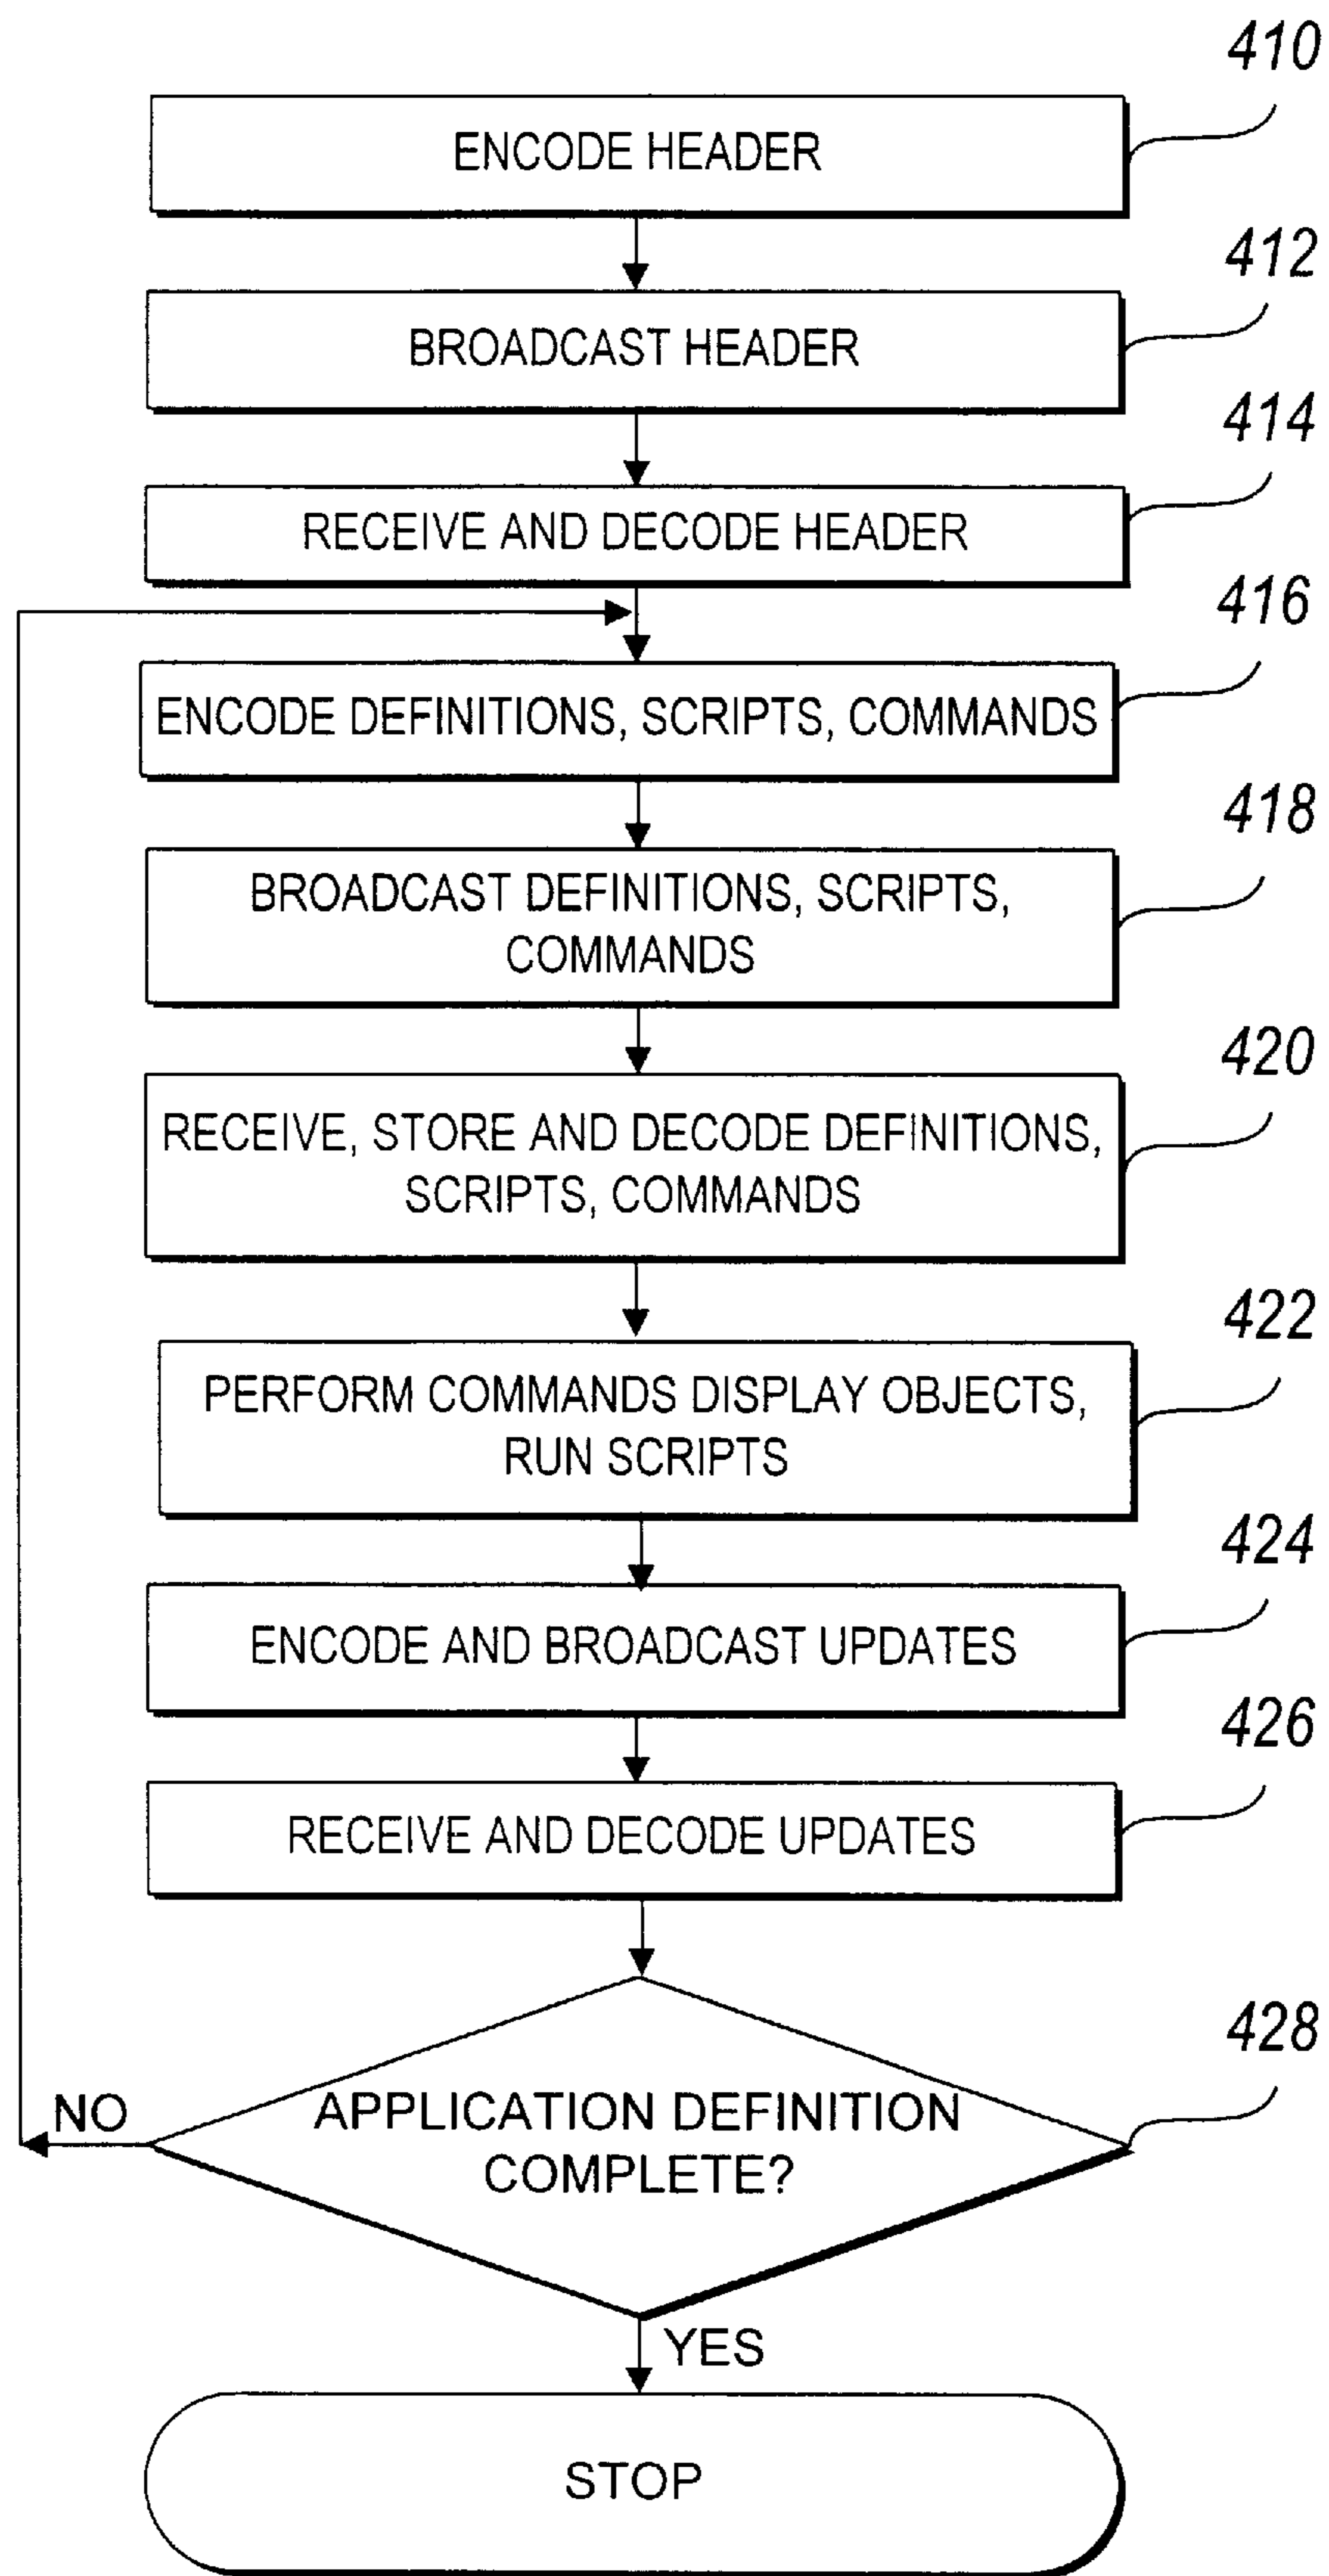 410
ENCODE HEADER
412
BROADCAST HEADER
414
RECEIVE AND DECODE HEADER
416
ENCODE DEFINITIONS, SCRIPTS, COMMANDS
418
BROADCAST DEFINITIONS, SCRIPTS,
COMMANDS
420
RECEIVE, STORE AND DECODE DEFINITIONS,
SCRIPTS, COMMANDS
422
PERFORM COMMANDS DISPLAY OBJECTS,
RUN SCRIPTS
424
ENCODE AND BROADCAST UPDATES
426
RECEIVE AND DECODE UPDATES
428
NO
APPLICATION DEFINITION
COMPLETE?
YES
STOP